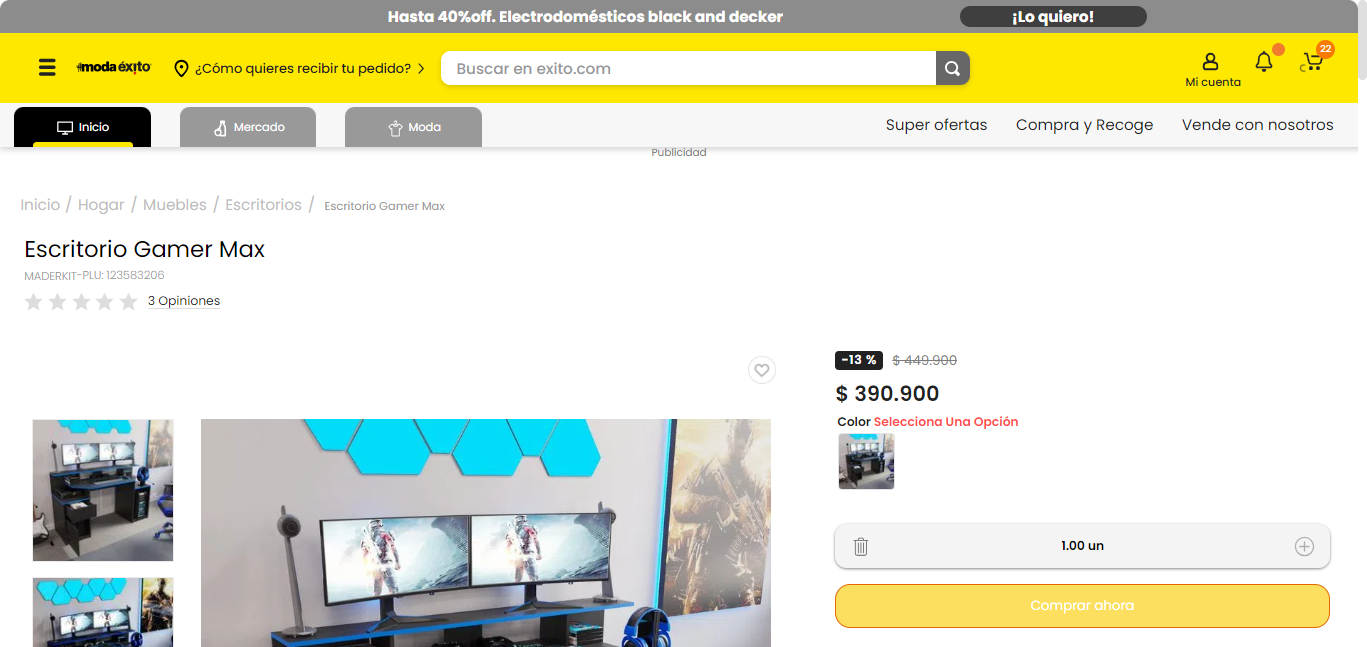 Hasta 40%off. Electrodomésticos black and decker
¡Lo quiero!
moda éxito
¿Cómo quieres recibir tu pedido?
Buscar en exito.com
Mi cuenta
22
Inicio
Mercado
Moda
Super ofertas
Compra y Recoge
Vende con nosotros
Publicidad
Inicio / Hogar / Muebles / Escritorios / Escritorio Gamer Max
Escritorio Gamer Max
MADERKIT-PLU: 123583206
3 Opiniones
-13 % $ 449.900
$ 390.900
Color Selecciona Una Opción
1.00 un
Comprar ahora